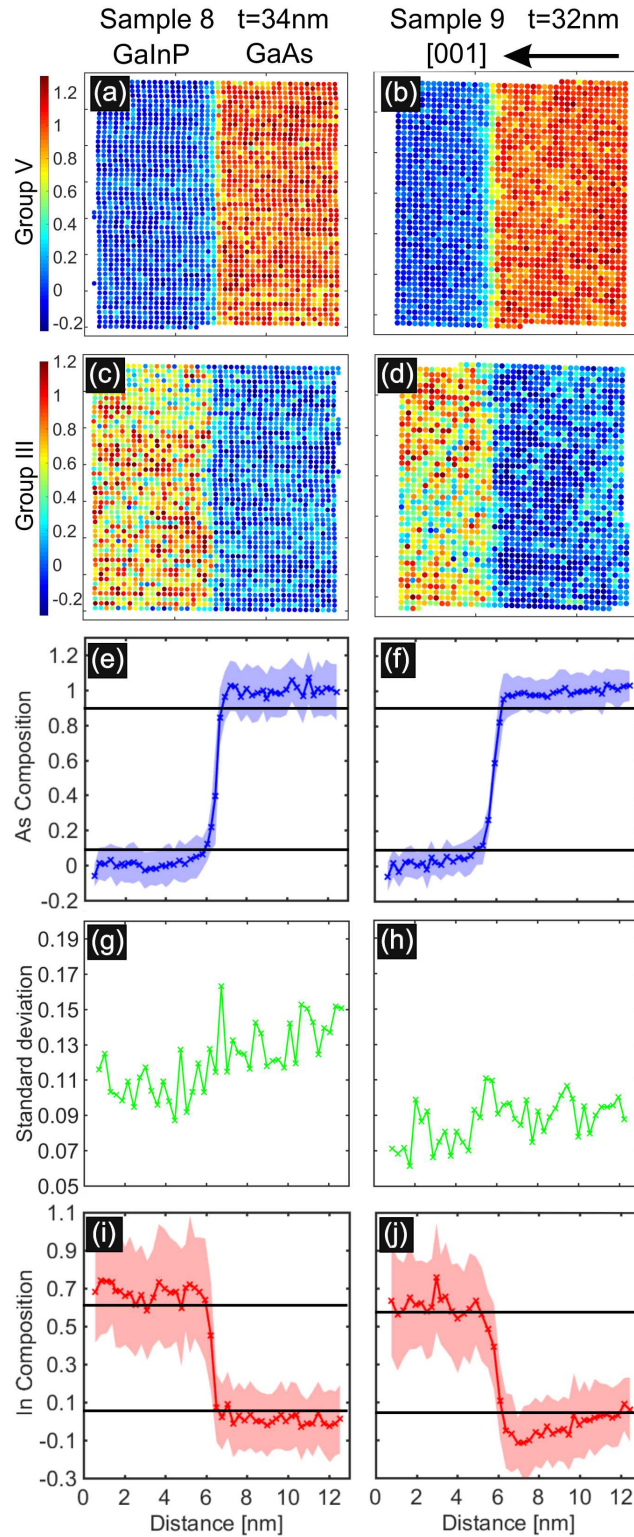 Sample 8 t=34nm
GaInP GaAs
Sample 9 t=32nm
[001]
(a)
(b)
Group V
1.2
1
0.8
0.6
0.4
0.2
0
-0.2
(c)
(d)
Group III
1.2
1
0.8
0.6
0.4
0.2
0
-0.2
(e)
(f)
As Composition
1.2
1
0.8
0.6
0.4
0.2
0
-0.2
(g)
(h)
Standard deviation
0.19
0.17
0.15
0.13
0.11
0.09
0.07
0.05
(i)
(j)
In Composition
1.1
0.9
0.7
0.5
0.3
0.1
-0.1
-0.3
0 2 4 6 8 10 12
0 2 4 6 8 10 12
Distance [nm]
Distance [nm]